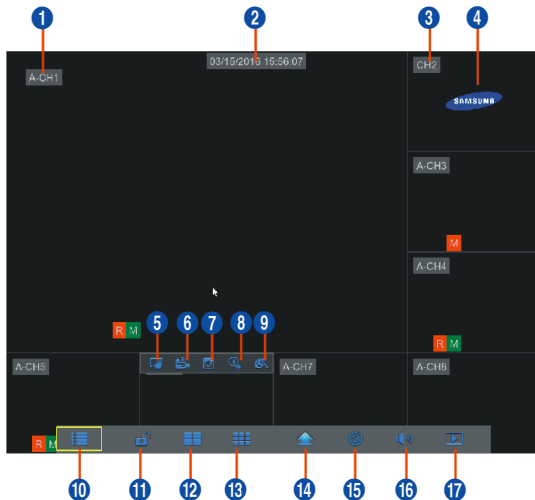 1 2 3 4
03/15/2016 15:56:07
A-CH1
CH2
SAMSUNG
A-CH3
M
A-CH4
R M
R M
5 6 7 8 9
A-CH5
A-CH7
A-CH8
R M
10 11 12 13 14 15 16 17